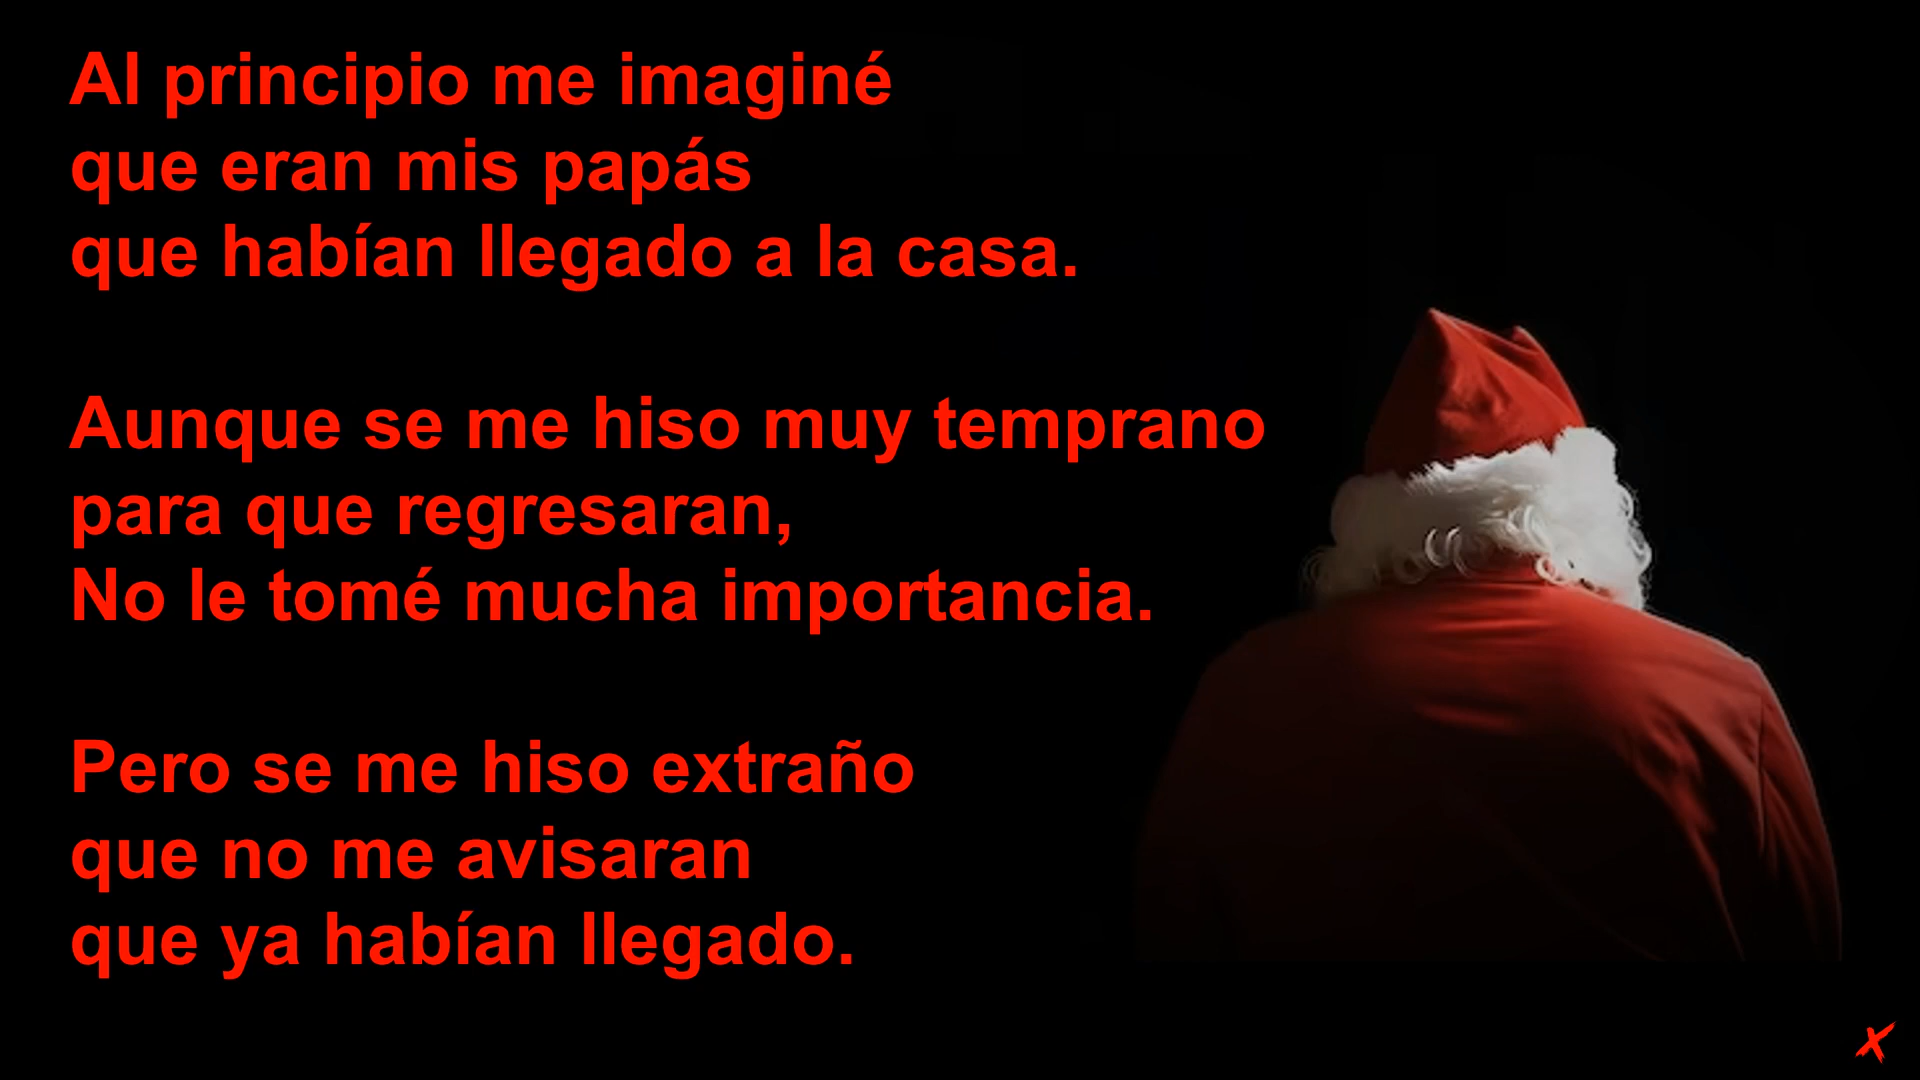 Al principio me imaginé
que eran mis papás
que habían llegado a la casa.
Aunque se me hiso muy temprano
para que regresaran,
No le tomé mucha importancia.
Pero se me hiso extraño
que no me avisaran
que ya habían llegado.
X